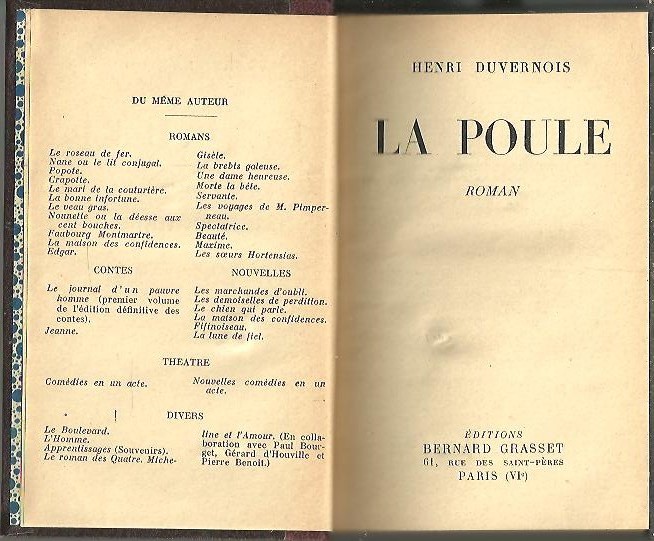 DU MÊME AUTEUR
ROMANS
Le roseau de fer.
Nane ou le lit conjugal.
Popote.
Crapotte.
Le mari de la couturière.
La bonne infortune.
Le veau gras.
Nounette ou la déesse aux
cent bouches.
Faubourg Montmartre.
La maison des confidences.
Edgar.
Gisèle.
La brebis galeuse.
Une dame heureuse.
Morte la bête.
Servante.
Les voyages de M. Pimper-
neau.
Spectatrice.
Beauté.
Maxime.
Les sœurs Hortensias.
CONTES
Le journal d'un pauvre
homme (premier volume
de l'édition définitive des
contes).
Jeanne.
NOUVELLES
Les marchandes d'oubli.
Les demoiselles de perdition.
Le chien qui parle.
La maison des confidences.
Fifinoiseau.
La lune de fiel.
THEATRE
Comédies en un acte.
Nouvelles comédies en un
acte.
DIVERS
Le Boulevard.
L'Homme.
Apprentissages (Souvenirs).
Le roman des Quatre. Miche-
line et l'Amour. (En colla-
boration avec Paul Bour-
get, Gérard d'Houville et
Pierre Benoit.)
HENRI DUVERNOIS
LA POULE
ROMAN
ÉDITIONS
BERNARD GRASSET
61, RUE DES SAINT-PÈRES
PARIS (VIe)